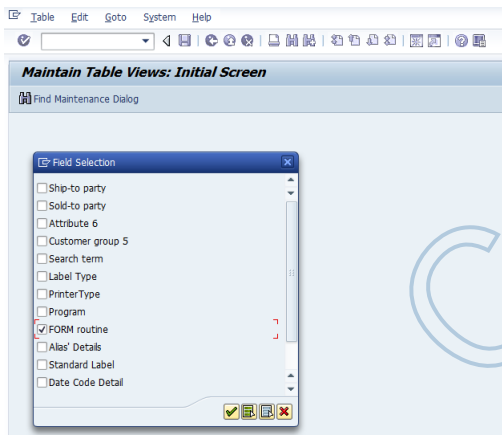 Table Edit Goto System Help
Maintain Table Views: Initial Screen
Find Maintenance Dialog
Field Selection
Ship-to party
Sold-to party
Attribute 6
Customer group 5
Search term
Label Type
PrinterType
Program
FORM routine
Alias' Details
Standard Label
Date Code Detail